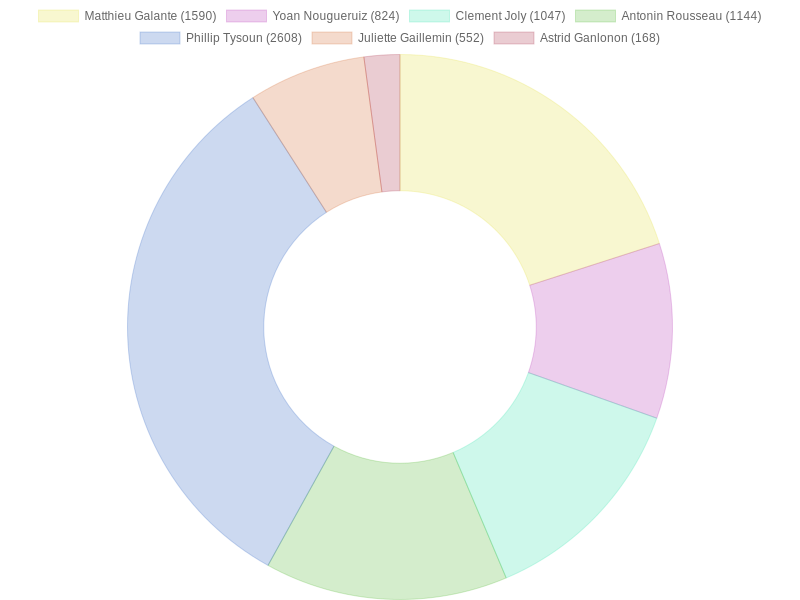 Matthieu Galante (1590) Yoan Nougueruiz (824) Clement Joly (1047) Antonin Rousseau (1144)
Phillip Tysoun (2608) Juliette Gaillemin (552) Astrid Ganlonon (168)